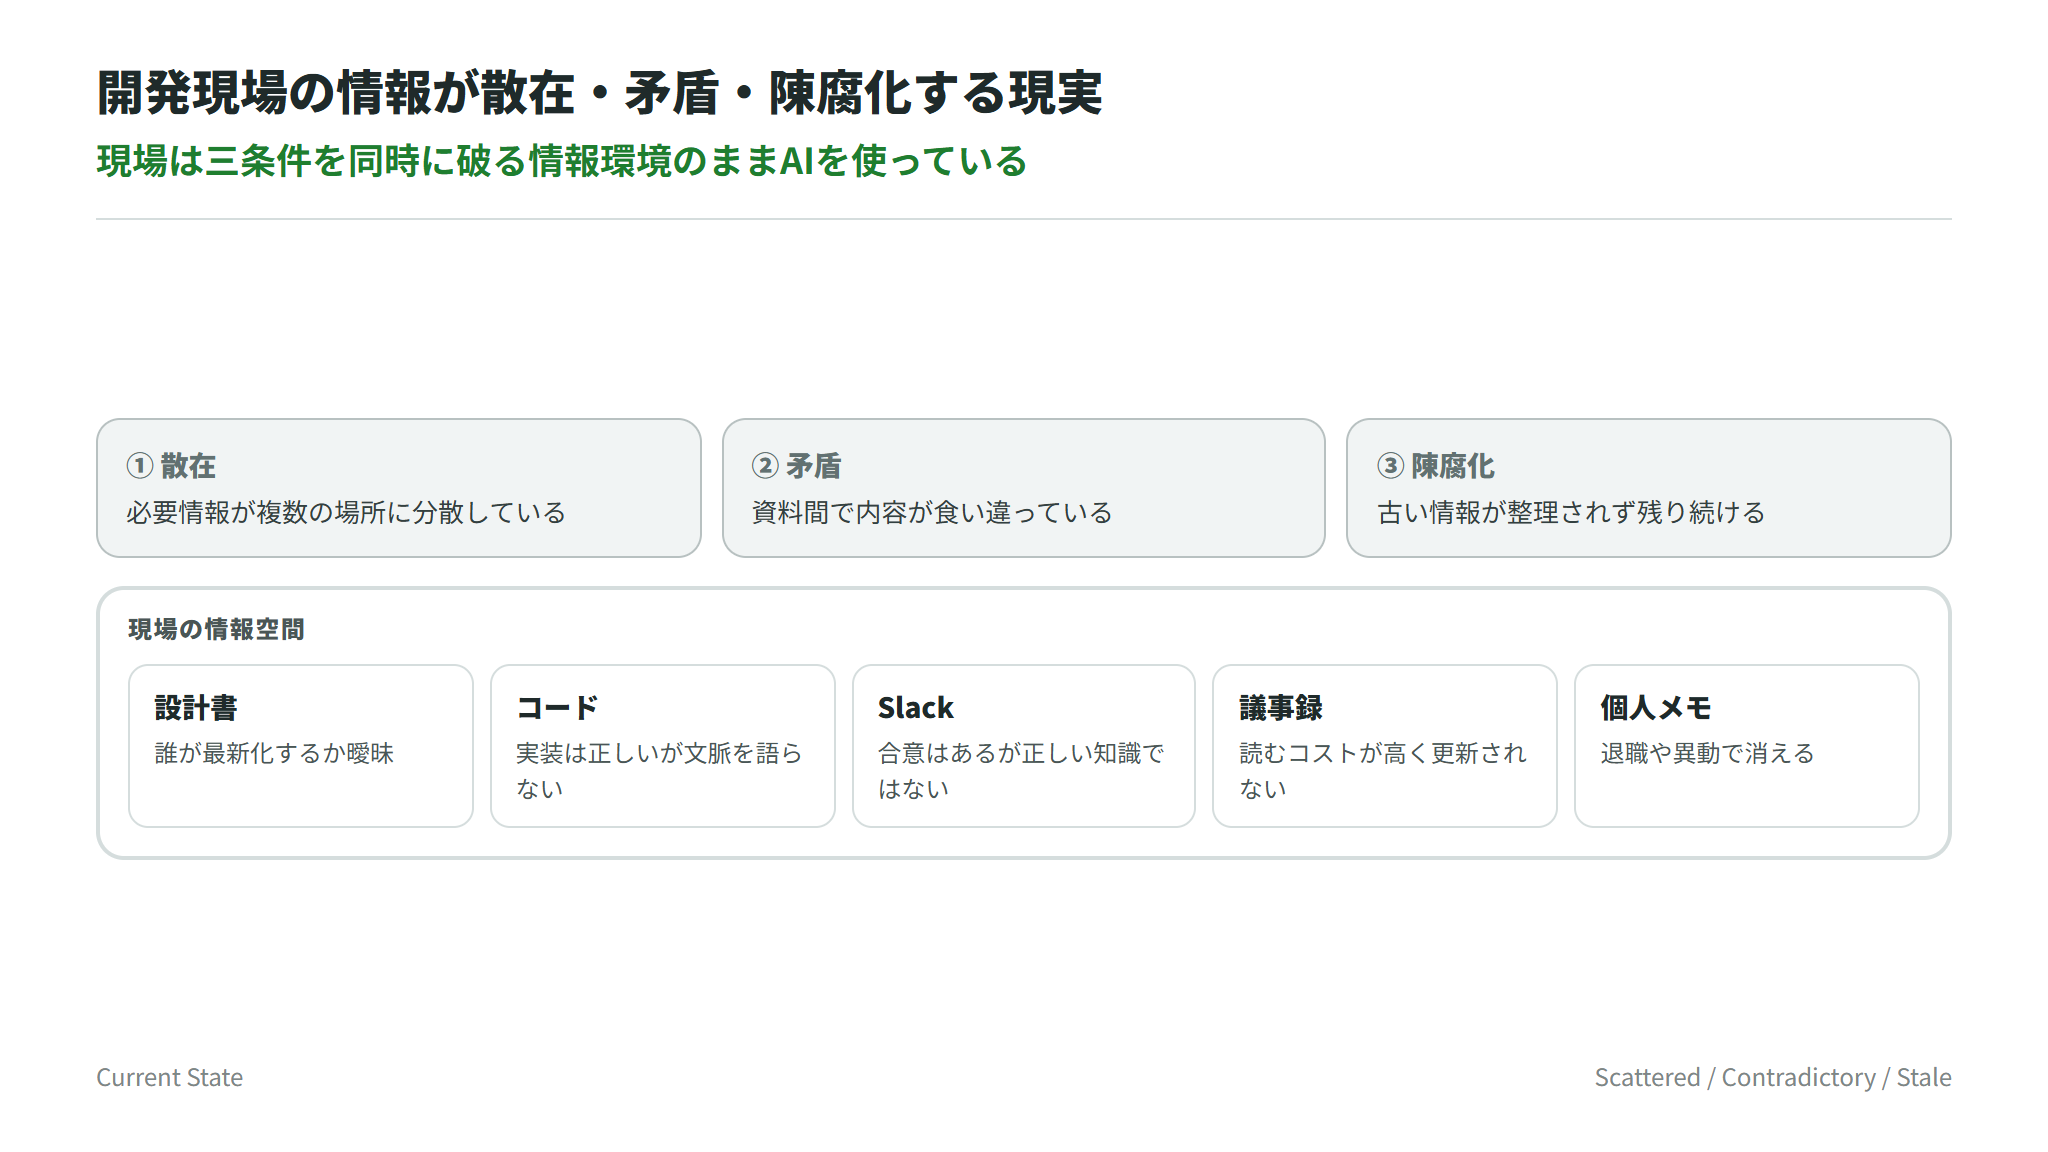 開発現場の情報が散在・矛盾・陳腐化する現実
現場は三条件を同時に破る情報環境のままAIを使っている
① 散在
必要情報が複数の場所に分散している
② 矛盾
資料間で内容が食い違っている
③ 陳腐化
古い情報が整理されず残り続ける
現場の情報空間
設計書
誰が最新化するか曖昧
コード
実装は正しいが文脈を語ら
ない
Slack
合意はあるが正しい知識で
はない
議事録
読むコストが高く更新され
ない
個人メモ
退職や異動で消える
Current State
Scattered / Contradictory / Stale